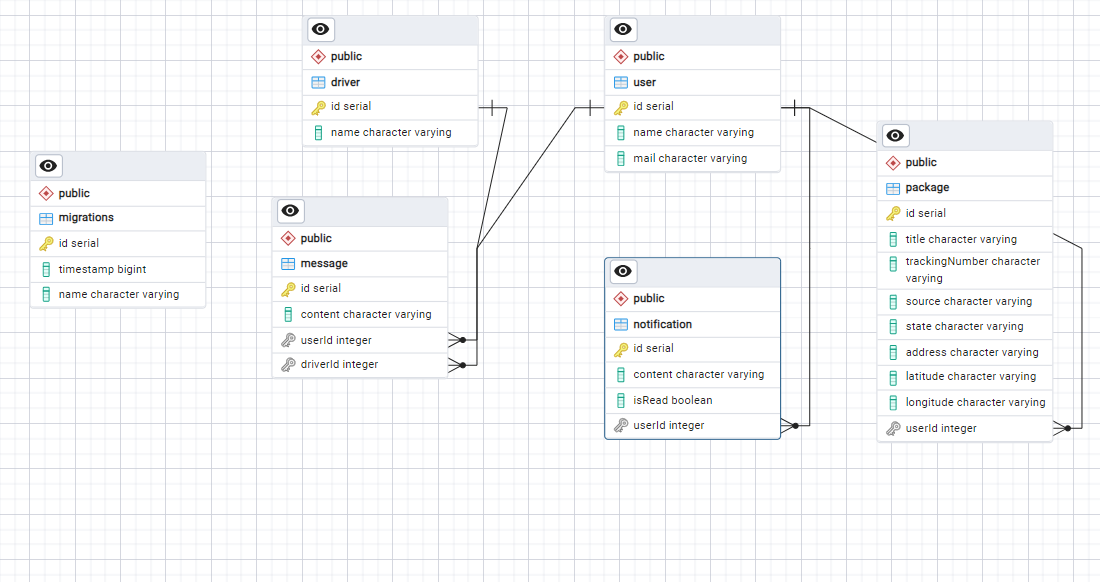 public
driver
id serial
name character varying
public
user
id serial
name character varying
mail character varying
public
package
id serial
title character varying
trackingNumber character
varying
source character varying
state character varying
address character varying
latitude character varying
longitude character varying
userId integer
public
migrations
id serial
timestamp bigint
name character varying
public
message
id serial
content character varying
userId integer
driverId integer
public
notification
id serial
content character varying
isRead boolean
userId integer